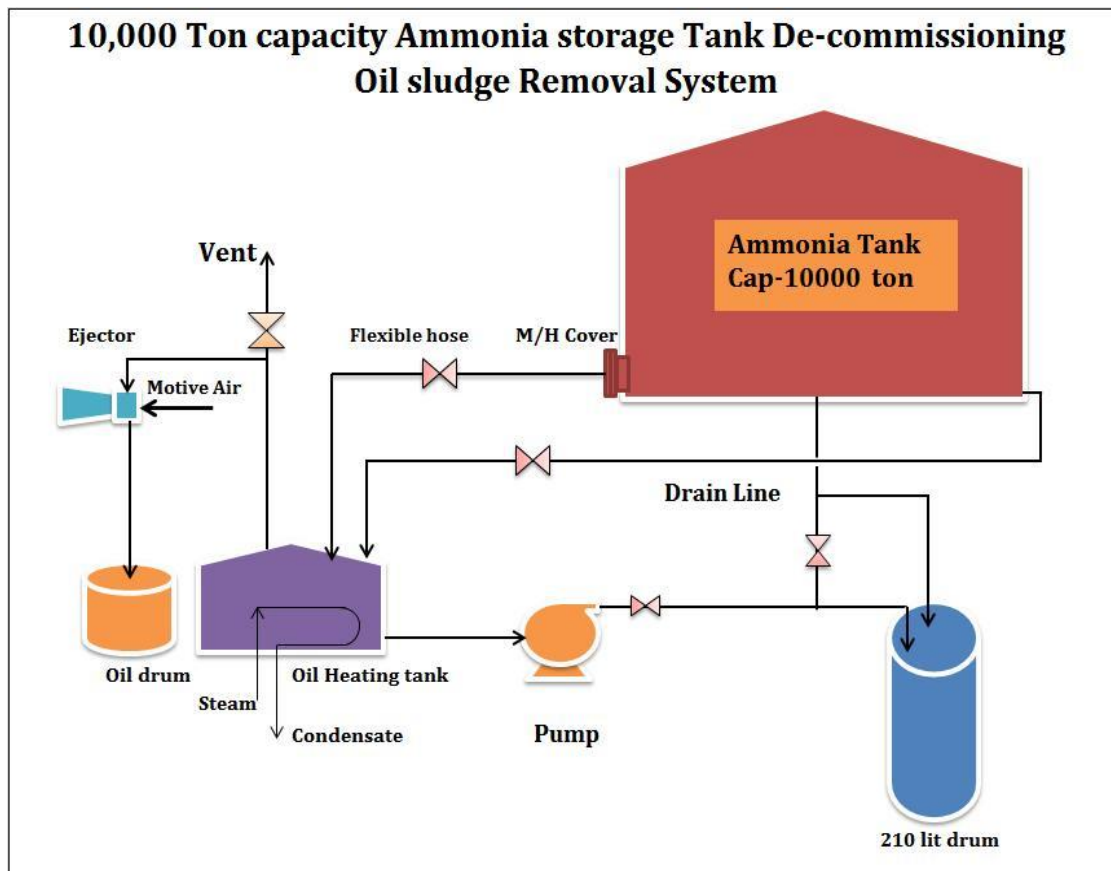 10,000 Ton capacity Ammonia storage Tank De-commissioning
Oil sludge Removal System
Ammonia Tank
Cap-10000 ton
Vent
Ejector
Flexible hose
M/H Cover
Motive Air
Drain Line
Oil drum
Oil Heating tank
Steam
Condensate
Pump
210 lit drum